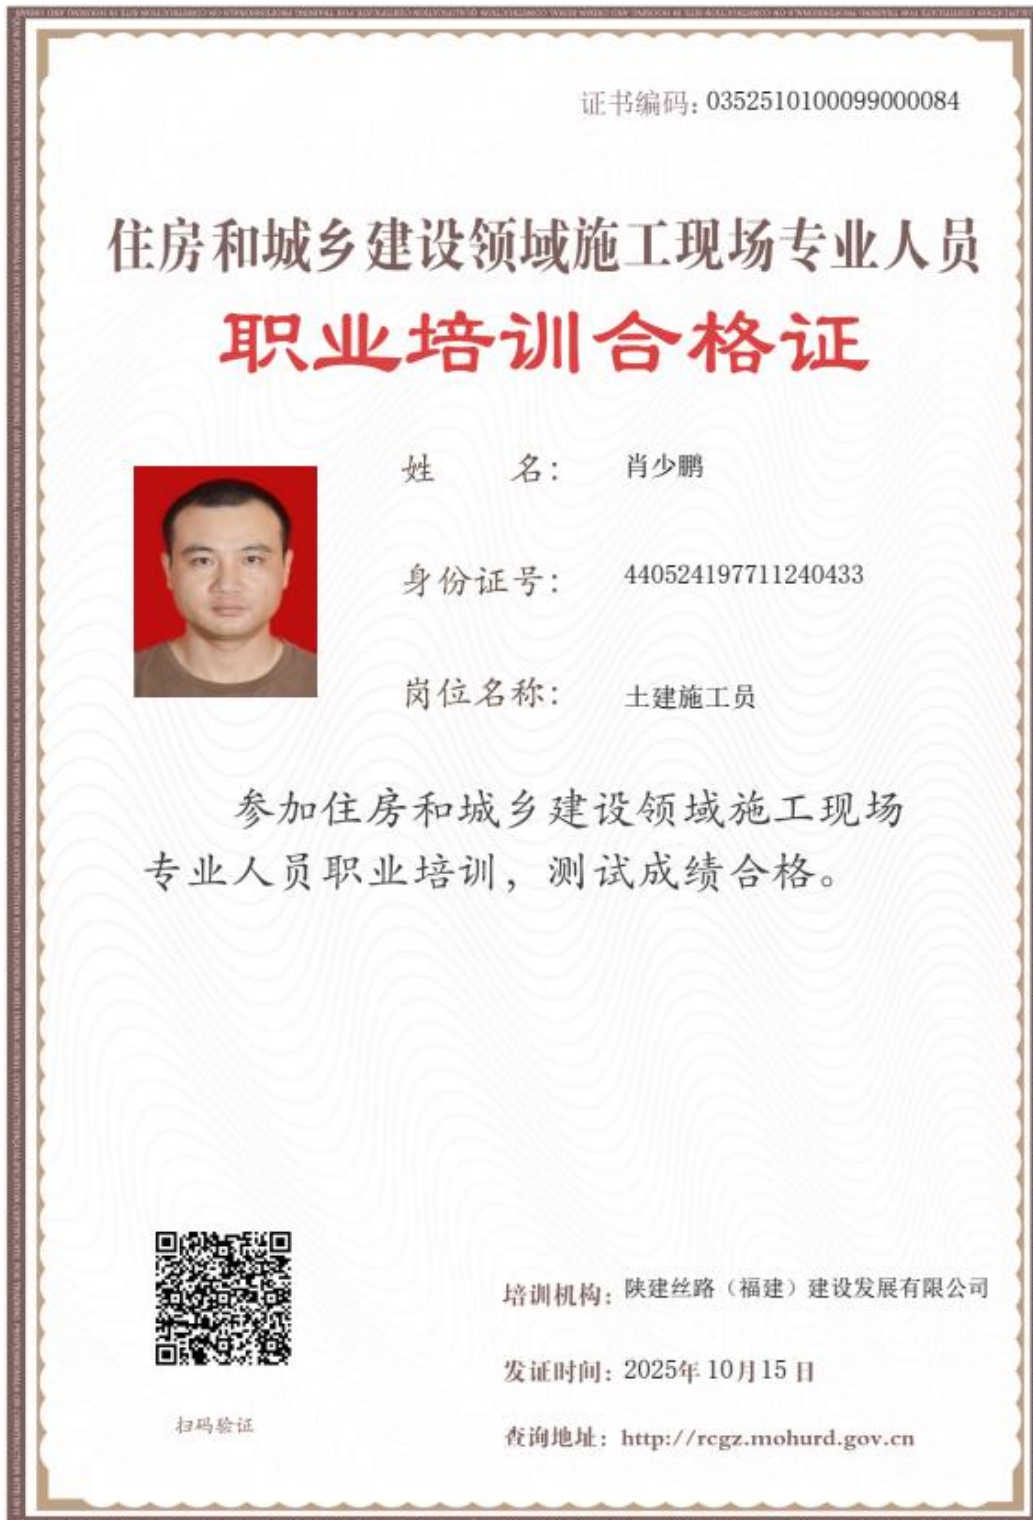 证书编码: 0352510100099000084
住房和城乡建设领域施工现场专业人员
职业培训合格证
姓 名: 肖少鹏
身份证号: 440524197711240433
岗位名称: 土建施工员
参加住房和城乡建设领域施工现场
专业人员职业培训，测试成绩合格。
扫码验证
培训机构: 陕建丝路（福建）建设发展有限公司
发证时间: 2025年 10月15 日
查询地址: http://rcgz.mohurd.gov.cn